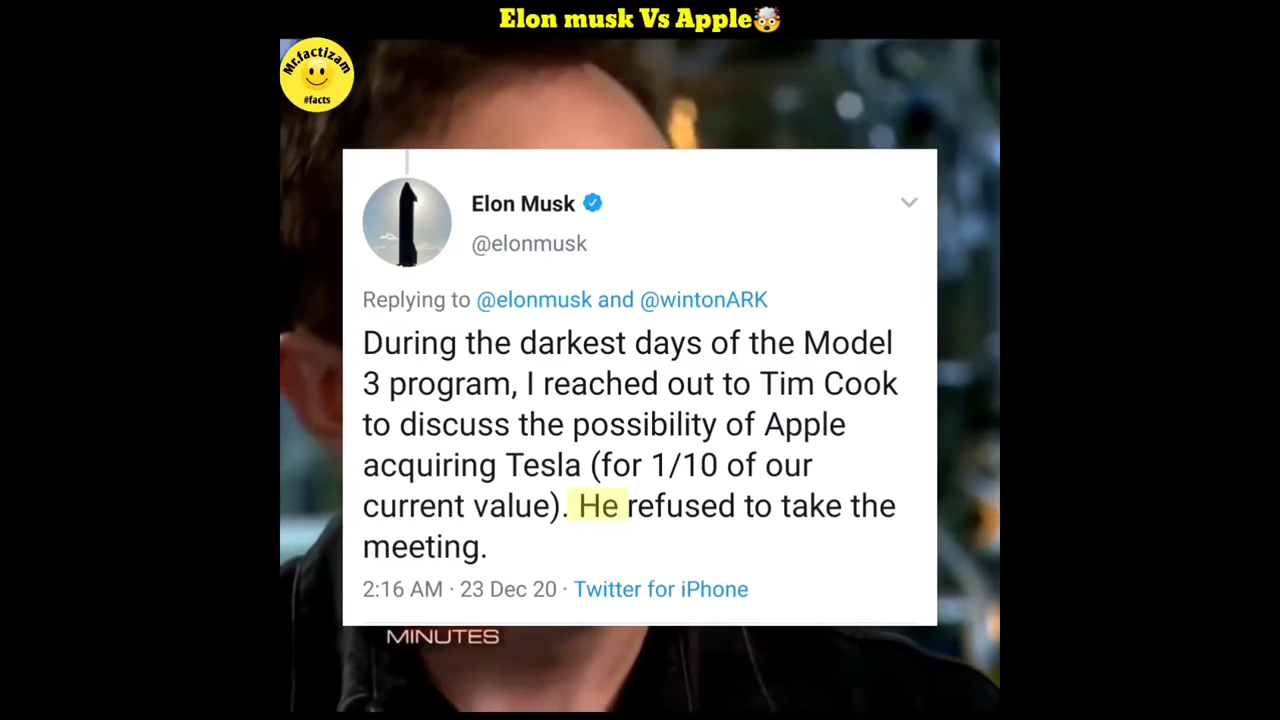 Elon musk Vs Apple🤯
Mr.factizam
#facts
Elon Musk
@elonmusk
Replying to @elonmusk and @wintonARK
During the darkest days of the Model
3 program, I reached out to Tim Cook
to discuss the possibility of Apple
acquiring Tesla (for 1/10 of our
current value). He refused to take the
meeting.
2:16 AM · 23 Dec 20 · Twitter for iPhone
MINUTES